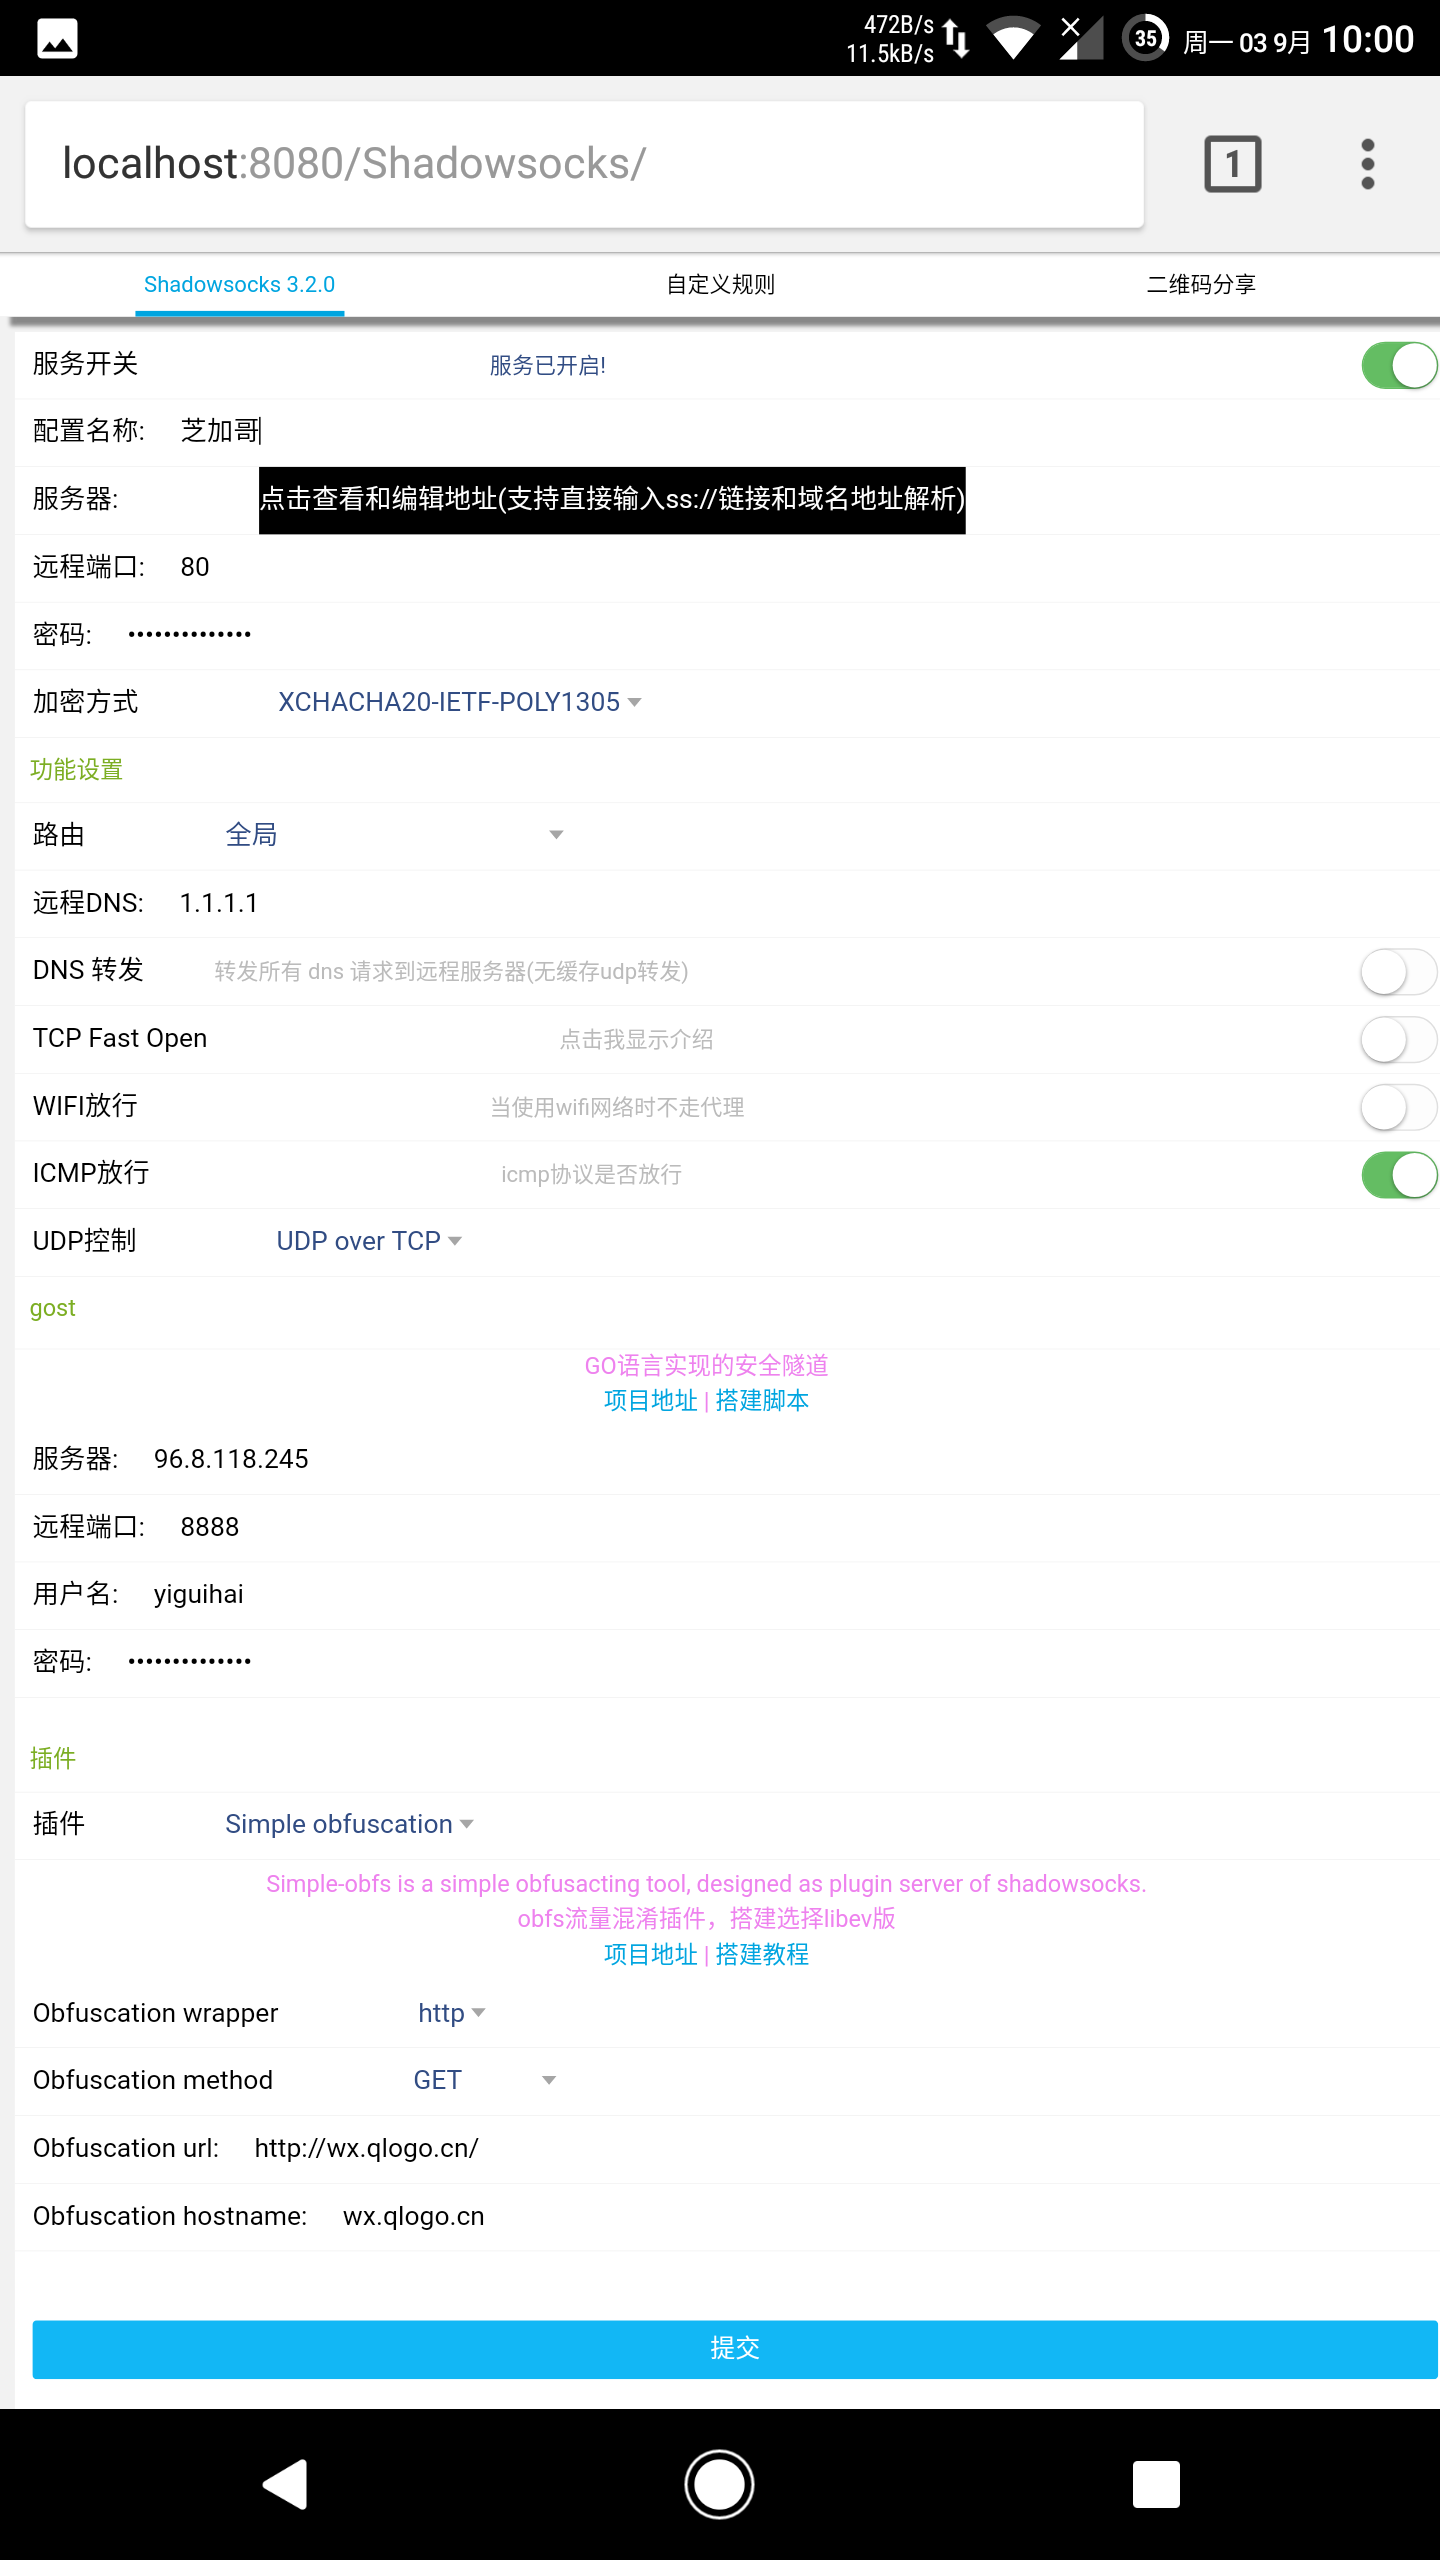 472B/s
11.5kB/s
35
周一 03 9月 10:00
localhost:8080/Shadowsocks/
1
Shadowsocks 3.2.0 自定义规则 二维码分享
服务开关 服务已开启!
配置名称: 芝加哥
服务器: 点击查看和编辑地址(支持直接输入ss://链接和域名地址解析)
远程端口: 80
密码: ••••••••••••••
加密方式 XCHACHA20-IETF-POLY1305
功能设置
路由 全局
远程DNS: 1.1.1.1
DNS 转发 转发所有 dns 请求到远程服务器(无缓存udp转发)
TCP Fast Open 点击我显示介绍
WIFI放行 当使用wifi网络时不走代理
ICMP放行 icmp协议是否放行
UDP控制 UDP over TCP
gost
GO语言实现的安全隧道
项目地址 | 搭建脚本
服务器: 96.8.118.245
远程端口: 8888
用户名: yiguihai
密码: ••••••••••••••
插件
插件 Simple obfuscation
Simple-obfs is a simple obfusacting tool, designed as plugin server of shadowsocks.
obfs流量混淆插件，搭建选择libev版
项目地址 | 搭建教程
Obfuscation wrapper http
Obfuscation method GET
Obfuscation url: http://wx.qlogo.cn/
Obfuscation hostname: wx.qlogo.cn
提交